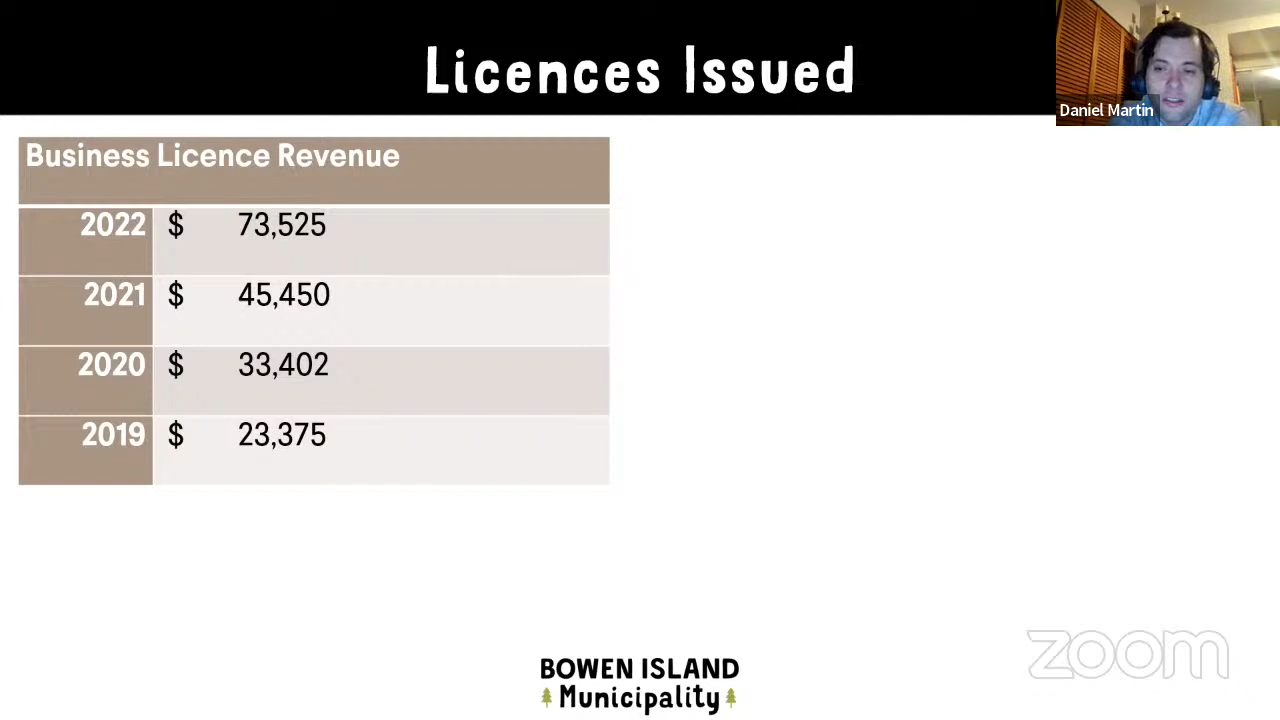 Licences Issued
Daniel Martin
Business Licence Revenue
2022 $ 73,525
2021 $ 45,450
2020 $ 33,402
2019 $ 23,375
zoom
BOWEN ISLAND
Municipality